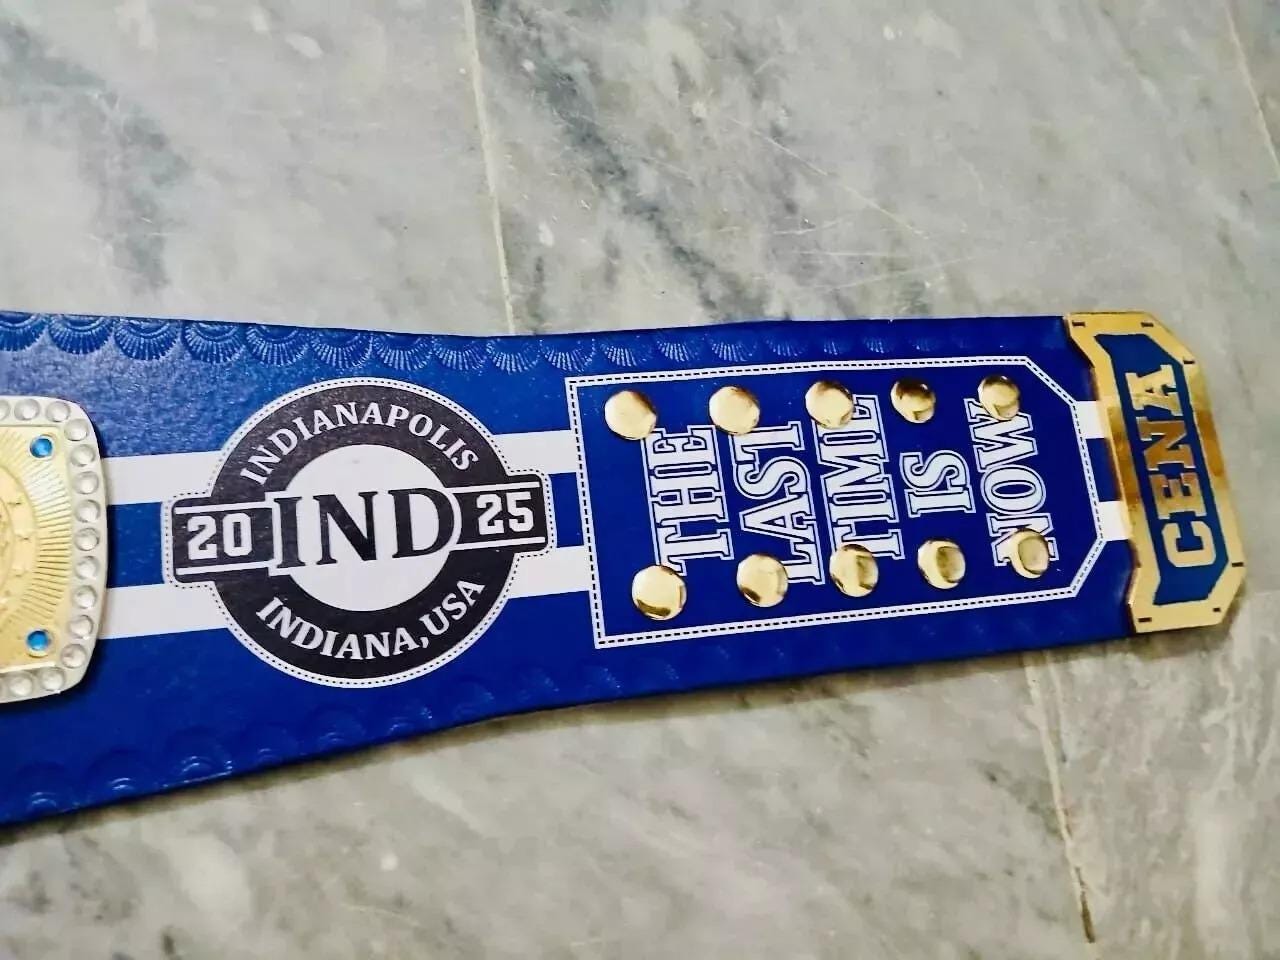 INDIANAPOLIS
20 IND 25
INDIANA, USA
THE
LAST
TIME
IS
NOW
CENA